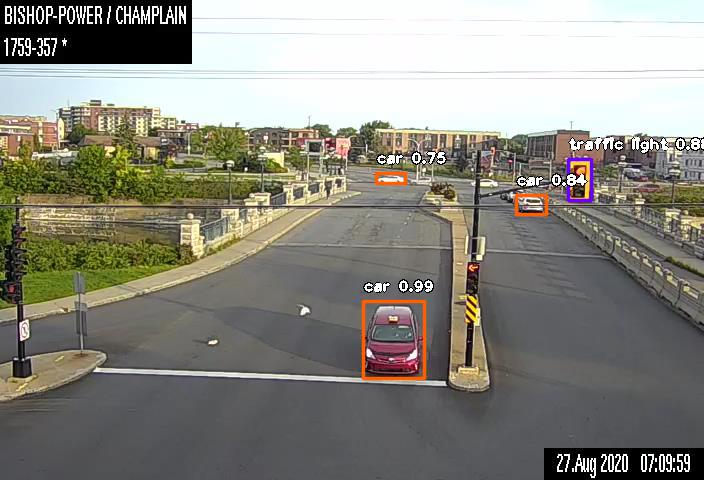 BISHOP-POWER / CHAMPLAIN
1759-357 *
traffic light 0.88
car 0.75
car 0.84
car 0.99
27.Aug 2020 07:09:59